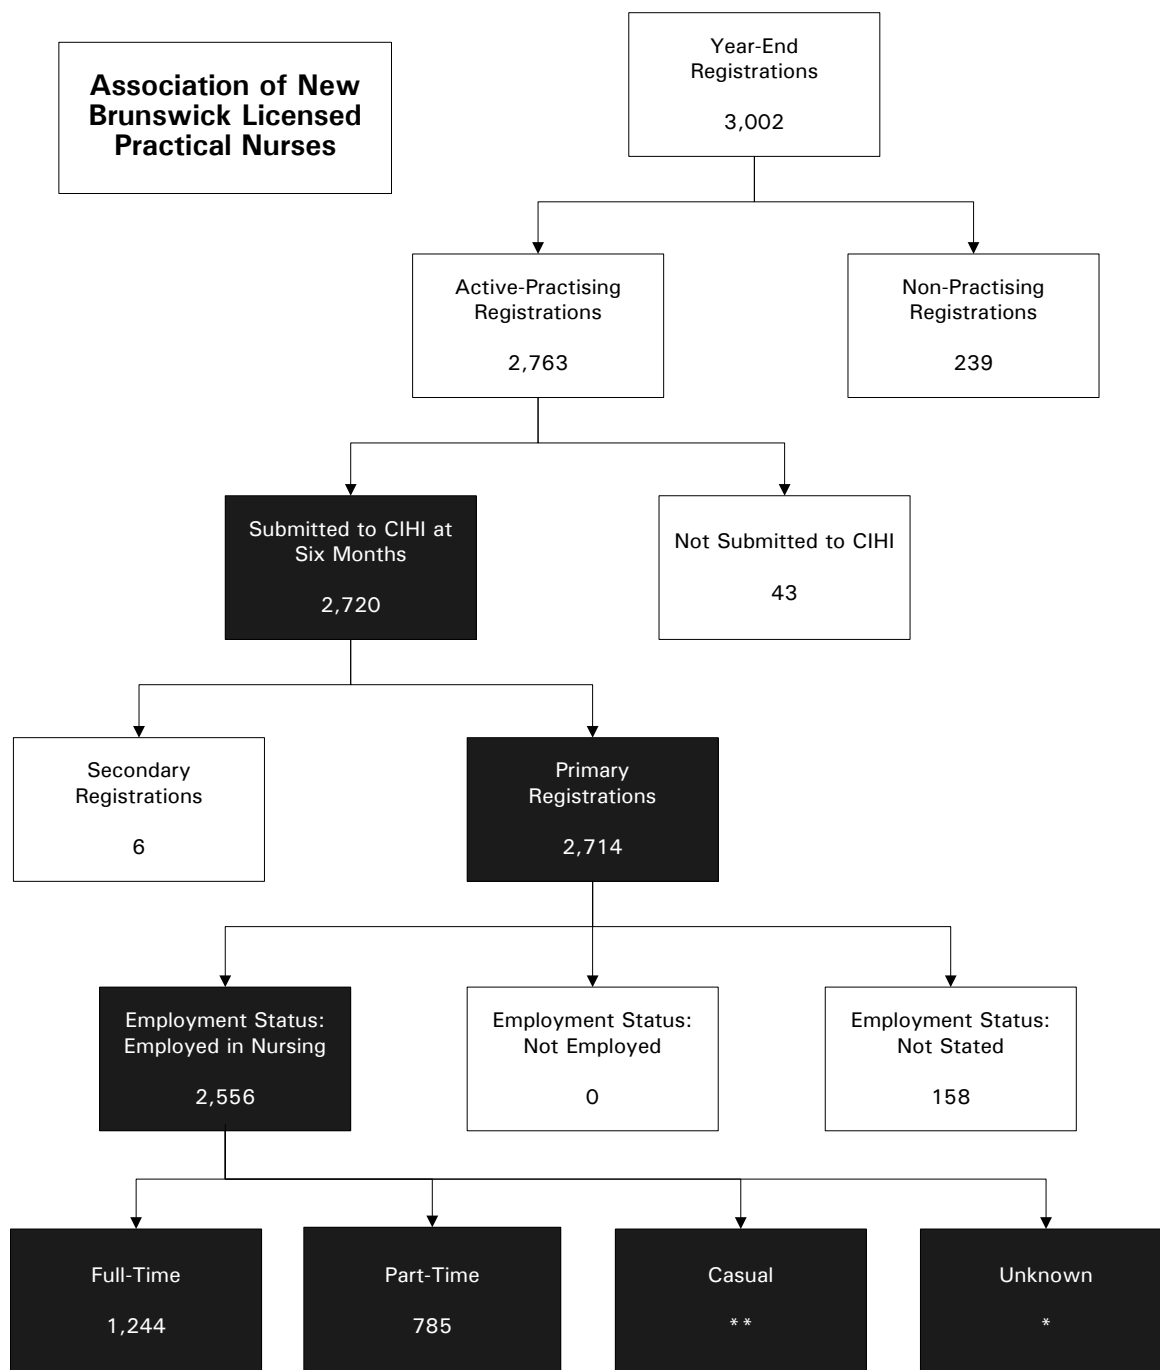 Association of New
Brunswick Licensed
Practical Nurses
Year-End
Registrations
3,002
Active-Practising
Registrations
2,763
Non-Practising
Registrations
239
Submitted to CIHI at
Six Months
2,720
Not Submitted to CIHI
43
Secondary
Registrations
6
Primary
Registrations
2,714
Employment Status:
Employed in Nursing
2,556
Employment Status:
Not Employed
0
Employment Status:
Not Stated
158
Full-Time
1,244
Part-Time
785
Casual
**
Unknown
*